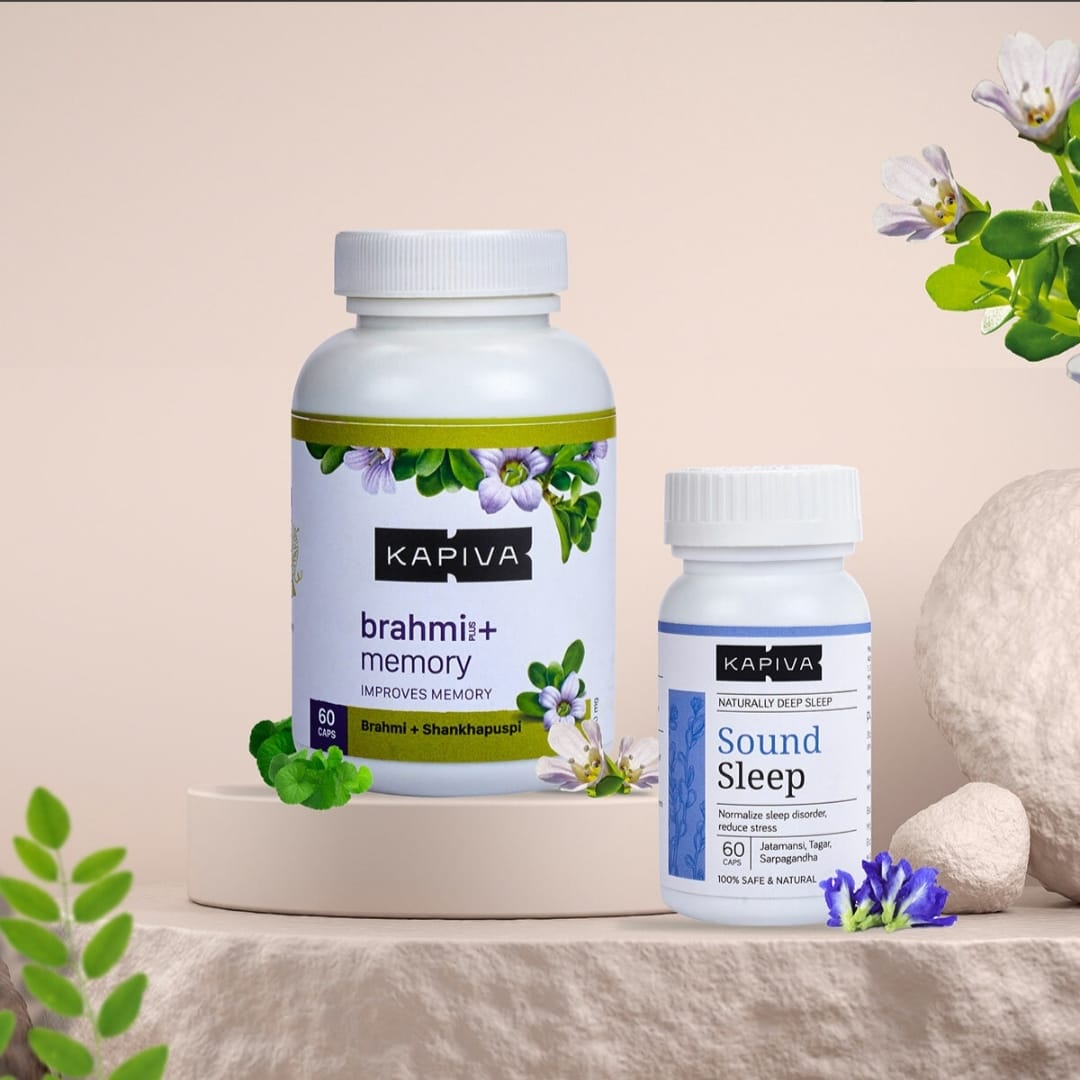 KAPIVA
brahmi PLUS +
memory
IMPROVES MEMORY
60
CAPS
Brahmi + Shankhapuspi
mg
KAPIVA
NATURALLY DEEP SLEEP
Sound
Sleep
Normalize sleep disorder,
reduce stress
60
CAPS
Jatamansi, Tagar,
Sarpagandha
100% SAFE & NATURAL